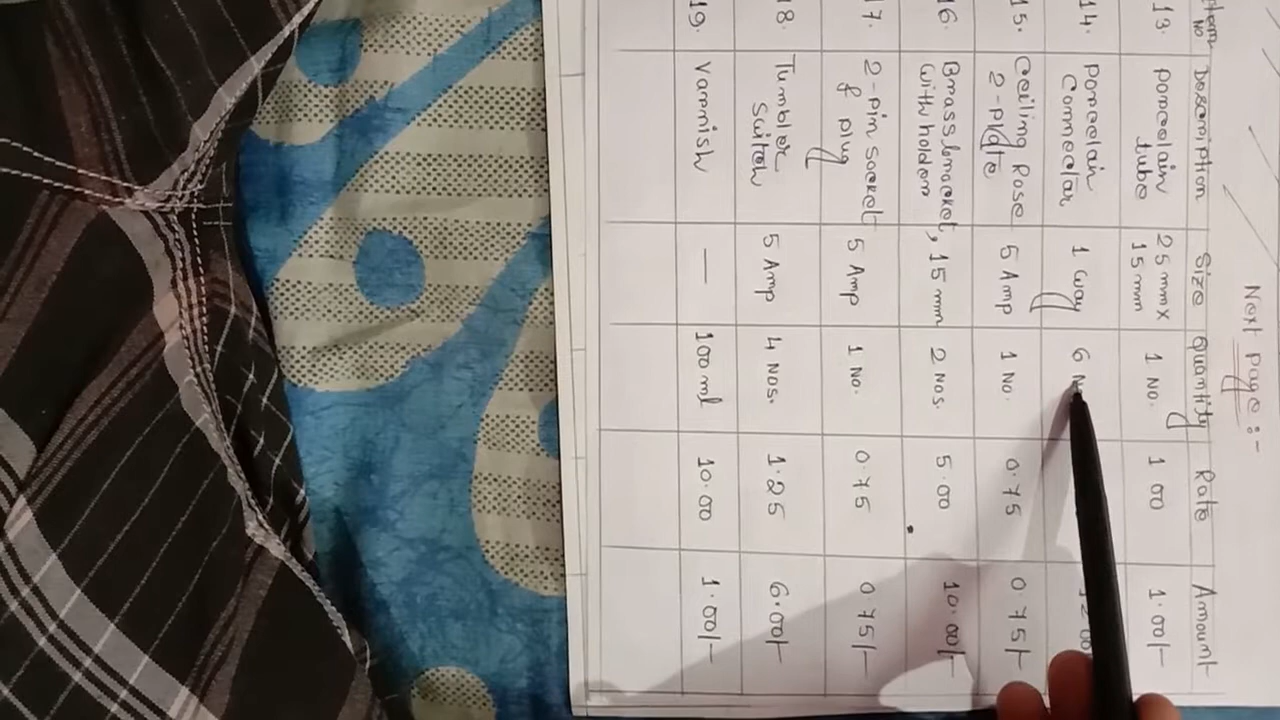 Next page :-
Item No Description Size Quantity Rate Amount
13. porcelain tube 25 mm x 15 mm 1 No. 1 00 1.00/-
14. porcelain Connector 1 way 6
15. Ceiling Rose 2-plate 5 Amp 1 No. 0.75 0.75/-
16. Brass bracket, with holder 15 mm 2 Nos. 5.00 10.00/-
17. 2-pin socket & plug 5 Amp 1 No. 0.75 0.75/-
18. Tumbler switch 5 Amp 4 Nos. 1.25 6.00/-
19. Varnish — 100 ml 10.00 1.00/-